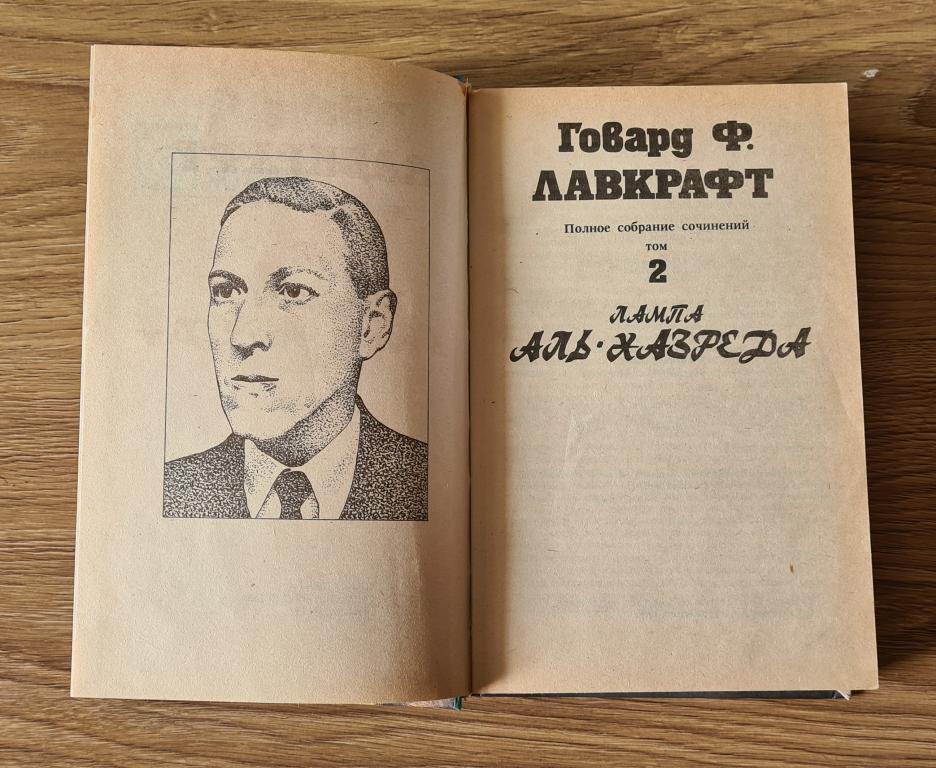 Говард Ф.
ЛАВКРАФТ
Полное собрание сочинений
том
2
ЛАМПА
АЛЬ·ХАЗРЕДА